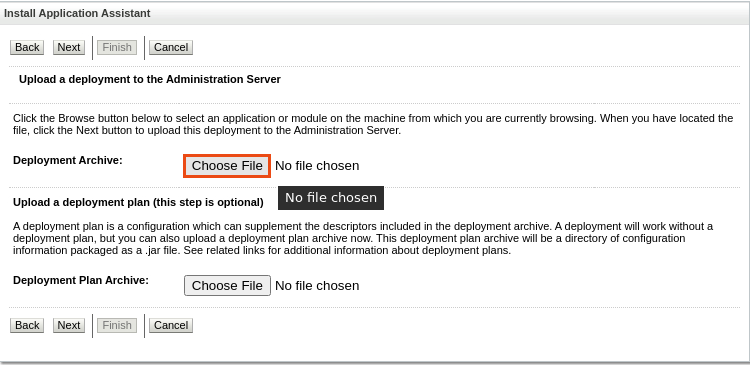 Install Application Assistant
Back Next Finish Cancel
Upload a deployment to the Administration Server
Click the Browse button below to select an application or module on the machine from which you are currently browsing. When you have located the
file, click the Next button to upload this deployment to the Administration Server.
Deployment Archive: Choose File No file chosen
Upload a deployment plan (this step is optional) No file chosen
A deployment plan is a configuration which can supplement the descriptors included in the deployment archive. A deployment will work without a
deployment plan, but you can also upload a deployment plan archive now. This deployment plan archive will be a directory of configuration
information packaged as a .jar file. See related links for additional information about deployment plans.
Deployment Plan Archive: Choose File No file chosen
Back Next Finish Cancel